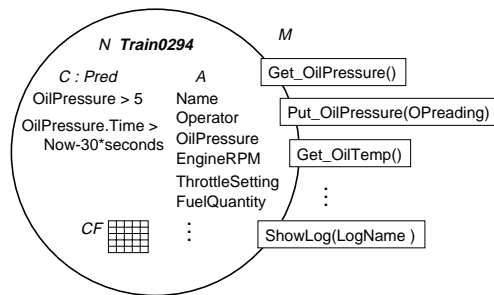 N Train0294
M
C : Pred
A
Get_OilPressure()
OilPressure > 5
Name
Operator
Put_OilPressure(OPreading)
OilPressure.Time >
Now-30*seconds
OilPressure
EngineRPM
Get_OilTemp()
ThrottleSetting
FuelQuantity
⋮
CF
⋮
ShowLog(LogName )